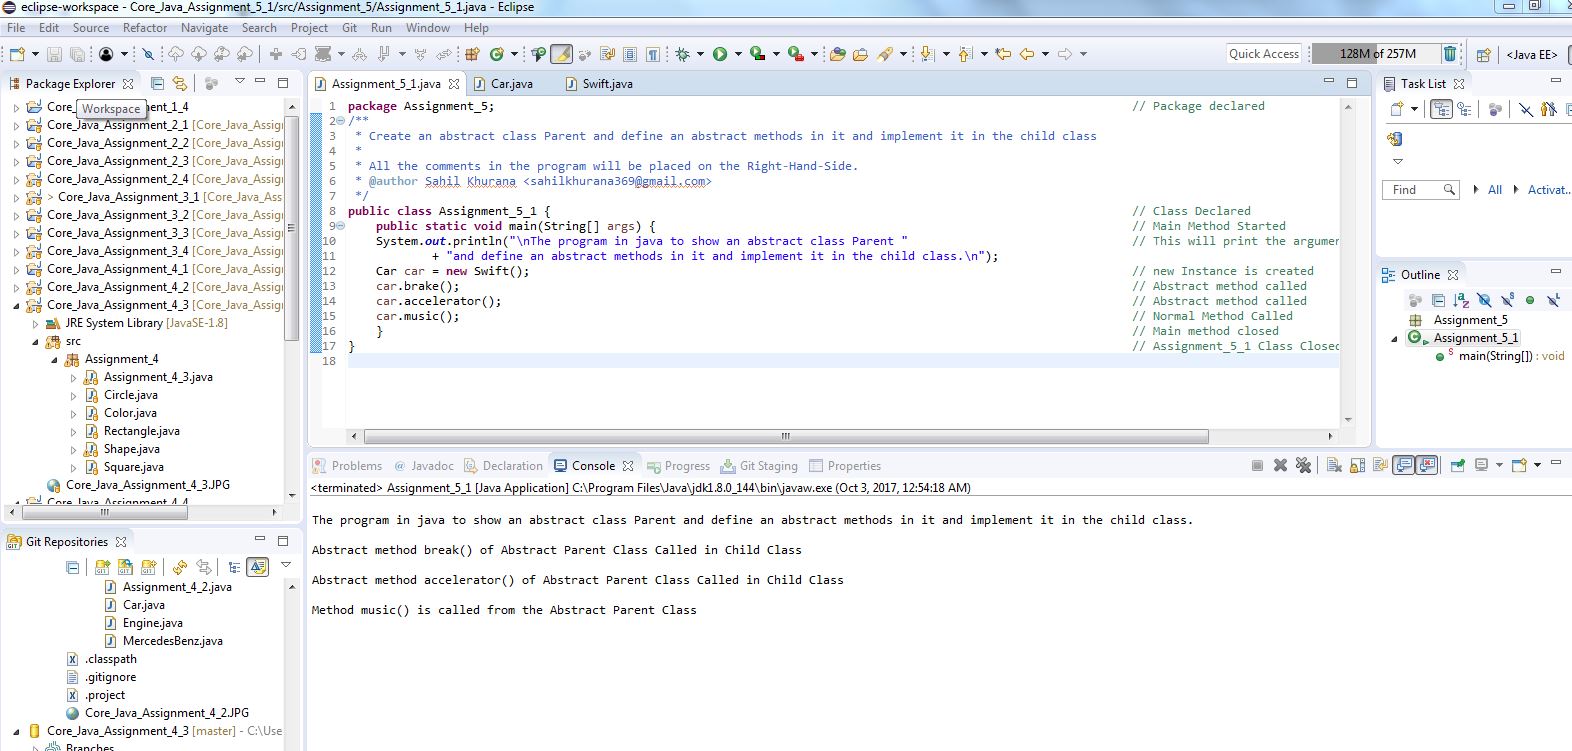 eclipse-workspace - Core_Java_Assignment_5_1/src/Assignment_5/Assignment_5_1.java - Eclipse
File Edit Source Refactor Navigate Search Project Git Run Window Help
Quick Access
128M of 257M
<Java EE>
Package Explorer
Core_
ment_1_4
Workspace
Core_Java_Assignment_2_1 [Core_Java_Assig
Core_Java_Assignment_2_2 [Core_Java_Assig
Core_Java_Assignment_2_3 [Core_Java_Assig
Core_Java_Assignment_2_4 [Core_Java_Assig
> Core_Java_Assignment_3_1 [Core_Java_Ass
Core_Java_Assignment_3_2 [Core_Java_Assig
Core_Java_Assignment_3_3 [Core_Java_Assig
Core_Java_Assignment_3_4 [Core_Java_Assig
Core_Java_Assignment_4_1 [Core_Java_Assig
Core_Java_Assignment_4_2 [Core_Java_Assig
Core_Java_Assignment_4_3 [Core_Java_Assig
JRE System Library [JavaSE-1.8]
src
Assignment_4
Assignment_4_3.java
Circle.java
Color.java
Rectangle.java
Shape.java
Square.java
Core_Java_Assignment_4_3.JPG
Core_Java_Assignment_4_4
Git Repositories
Assignment_4_2.java
Car.java
Engine.java
MercedesBenz.java
.classpath
.gitignore
.project
Core_Java_Assignment_4_2.JPG
Core_Java_Assignment_4_3 [master] - C:\Use
Branches
Assignment_5_1.java Car.java Swift.java
1 package Assignment_5; // Package declared
2 /**
3 * Create an abstract class Parent and define an abstract methods in it and implement it in the child class
4 *
5 * All the comments in the program will be placed on the Right-Hand-Side.
6 * @author Sahil Khurana <sahilkhurana369@gmail.com>
7 */
8 public class Assignment_5_1 { // Class Declared
9 public static void main(String[] args) { // Main Method Started
10 System.out.println("\nThe program in java to show an abstract class Parent " // This will print the argumen
11 + "and define an abstract methods in it and implement it in the child class.\n");
12 Car car = new Swift(); // new Instance is created
13 car.brake(); // Abstract method called
14 car.accelerator(); // Abstract method called
15 car.music(); // Normal Method Called
16 } // Main method closed
17 } // Assignment_5_1 Class Closed
18
Problems @ Javadoc Declaration Console Progress Git Staging Properties
<terminated> Assignment_5_1 [Java Application] C:\Program Files\Java\jdk1.8.0_144\bin\javaw.exe (Oct 3, 2017, 12:54:18 AM)
The program in java to show an abstract class Parent and define an abstract methods in it and implement it in the child class.
Abstract method break() of Abstract Parent Class Called in Child Class
Abstract method accelerator() of Abstract Parent Class Called in Child Class
Method music() is called from the Abstract Parent Class
Task List
Find All Activat...
Outline
Assignment_5
Assignment_5_1
main(String[]) : void